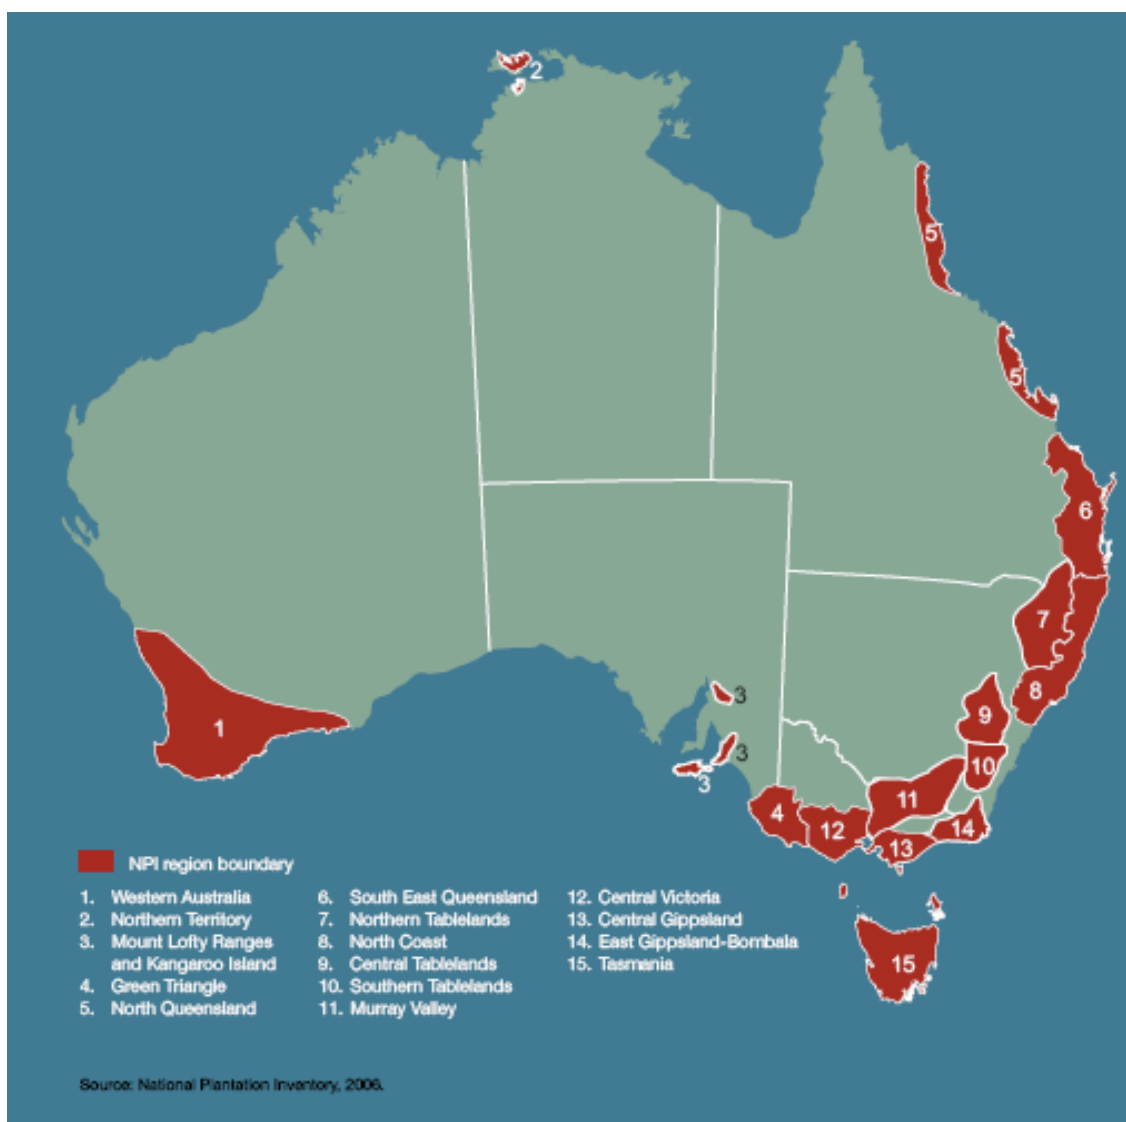 2
5
5
6
7
8
3
9
1
3
10
3
11
4
12
14
13
15
NPI region boundary
1. Western Australia
2. Northern Territory
3. Mount Lofty Ranges
and Kangaroo Island
4. Green Triangle
5. North Queensland
6. South East Queensland
7. Northern Tablelands
8. North Coast
9. Central Tablelands
10. Southern Tablelands
11. Murray Valley
12. Central Victoria
13. Central Gippsland
14. East Gippsland-Bombala
15. Tasmania
Source: National Plantation Inventory, 2006.